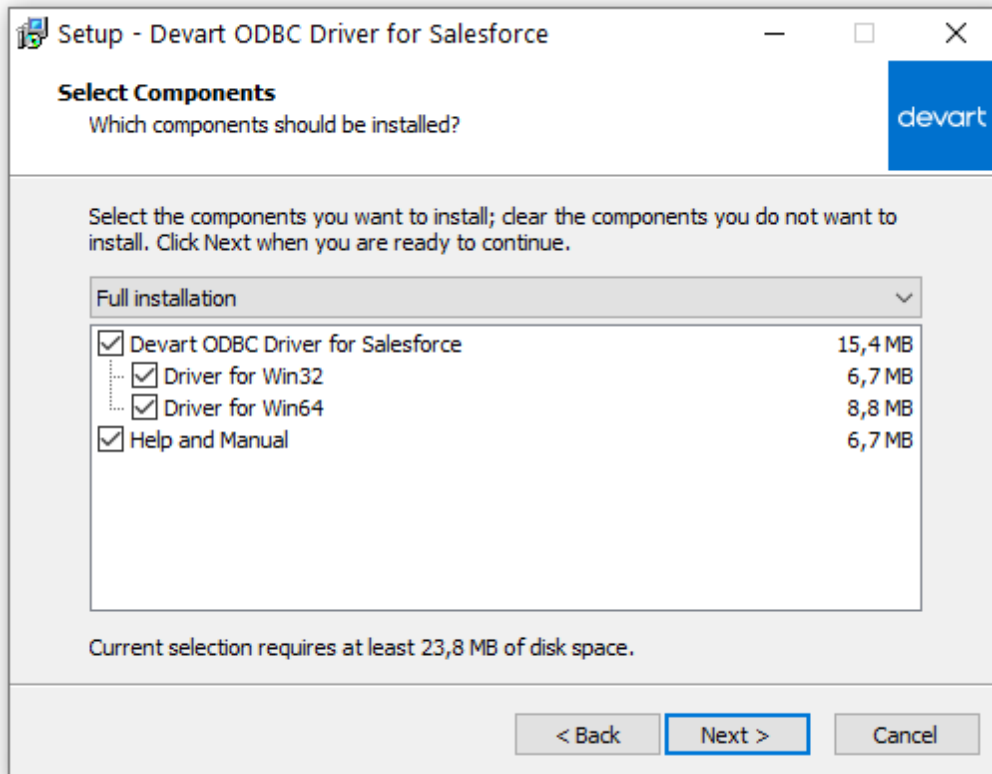 Setup - Devart ODBC Driver for Salesforce
Select Components
Which components should be installed?
devart
Select the components you want to install; clear the components you do not want to
install. Click Next when you are ready to continue.
Full installation
Devart ODBC Driver for Salesforce 15,4 MB
Driver for Win32 6,7 MB
Driver for Win64 8,8 MB
Help and Manual 6,7 MB
Current selection requires at least 23,8 MB of disk space.
< Back Next > Cancel